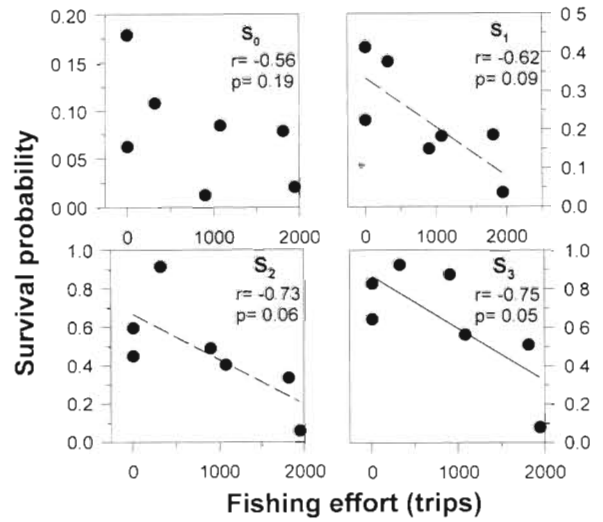 0.20
0.15
0.10
0.05
0 00
S0
r= -0.56
p= 0.19
0 5
0.4
0.3
0.2
0.1
0.0
S1
r= -0.62
p= 0.09
0 1000 2000
0 1000 2000
1.0
0.8
0.6
0.4
0.2
0.0
S2
r= -0.73
p= 0.06
1.0
0.8
0 6
0.4
0.2
0.0
S3
r= -0.75
p= 0.05
0 1000 2000
0 1000 2000
Survival probability
Fishing effort (trips)